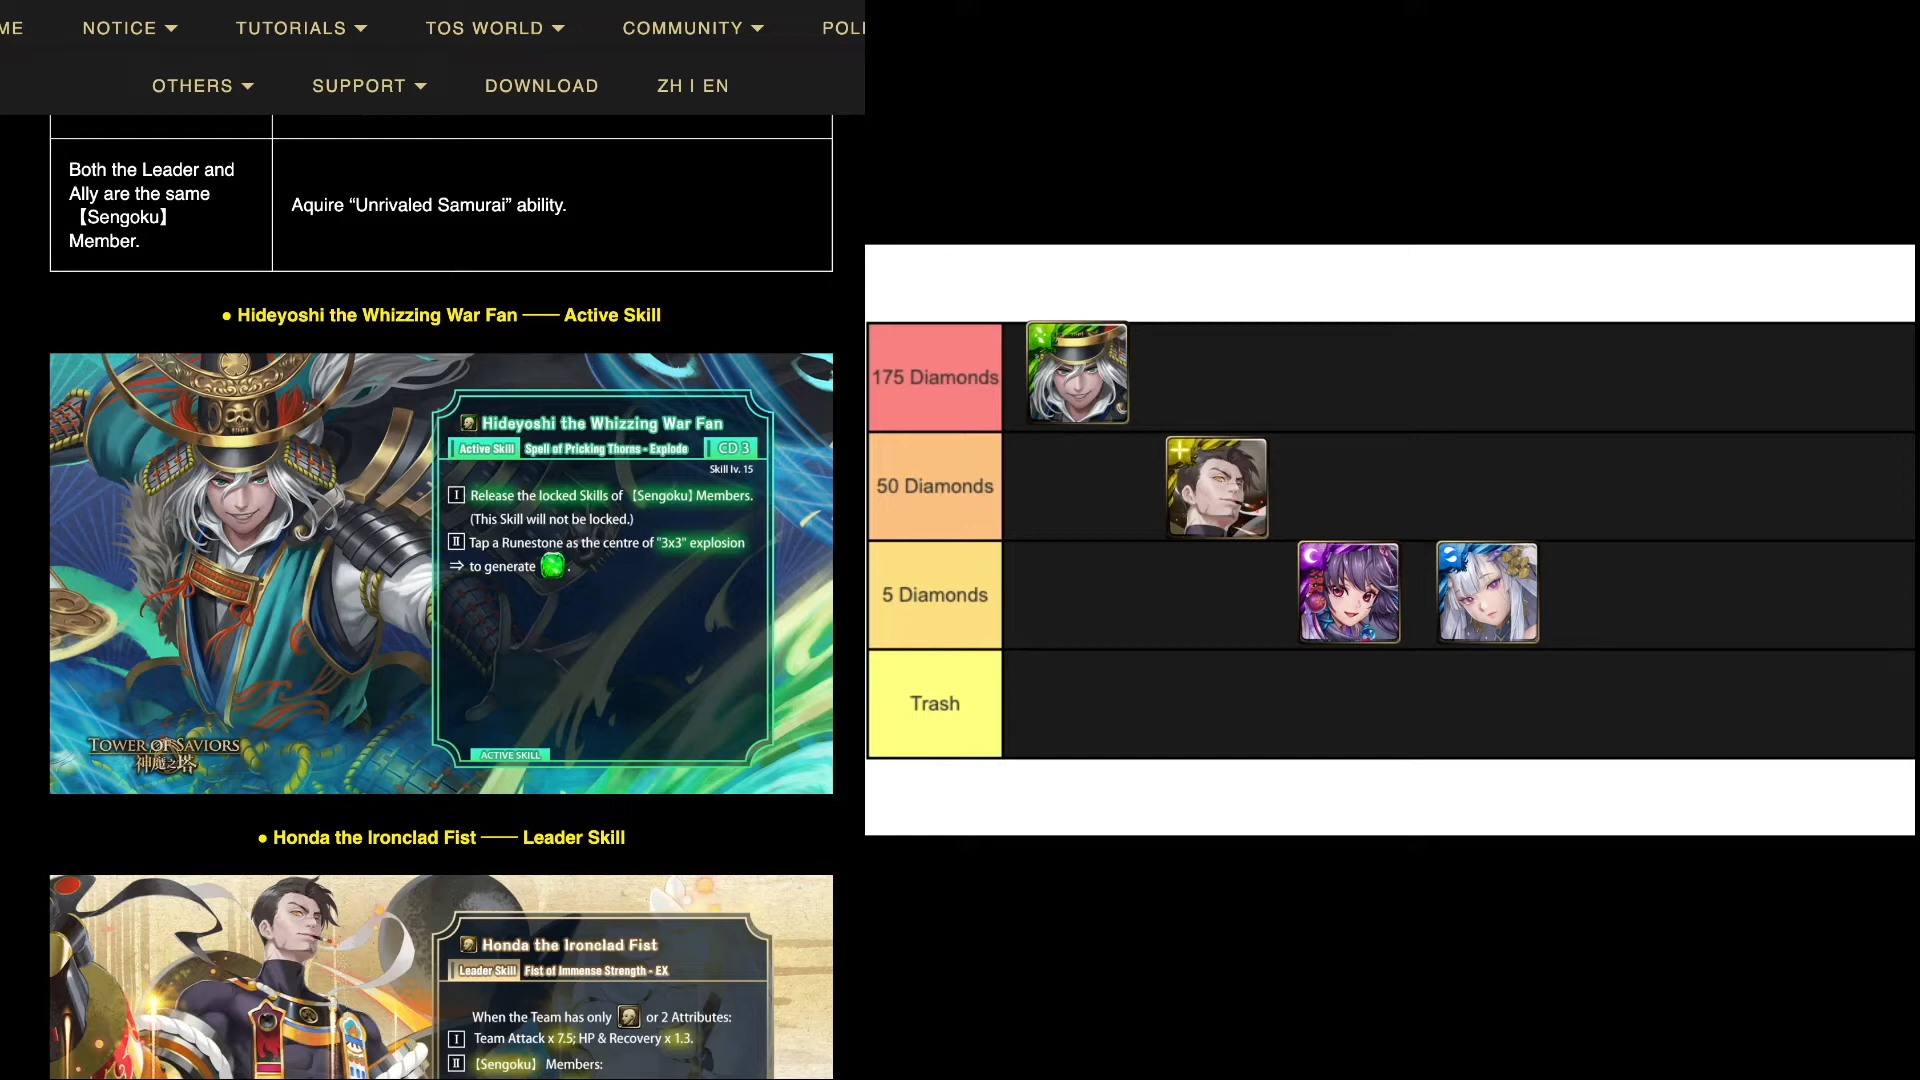 ME NOTICE TUTORIALS TOS WORLD COMMUNITY POLI
OTHERS SUPPORT DOWNLOAD ZH I EN
Both the Leader and
Ally are the same
【Sengoku】
Member.
Aquire “Unrivaled Samurai” ability.
● Hideyoshi the Whizzing War Fan —— Active Skill
Hideyoshi the Whizzing War Fan
Active Skill Spell of Pricking Thorns - Explode CD 3
Skill lv. 15
I Release the locked Skills of 【Sengoku】Members.
(This Skill will not be locked.)
II Tap a Runestone as the centre of "3x3" explosion
⇒ to generate .
ACTIVE SKILL
TOWER OF SAVIORS
神魔之塔
● Honda the Ironclad Fist —— Leader Skill
Honda the Ironclad Fist
Leader Skill Fist of Immense Strength - EX
When the Team has only or 2 Attributes:
I Team Attack x 7.5; HP & Recovery x 1.3.
II 【Sengoku】 Members:
175 Diamonds
50 Diamonds
5 Diamonds
Trash